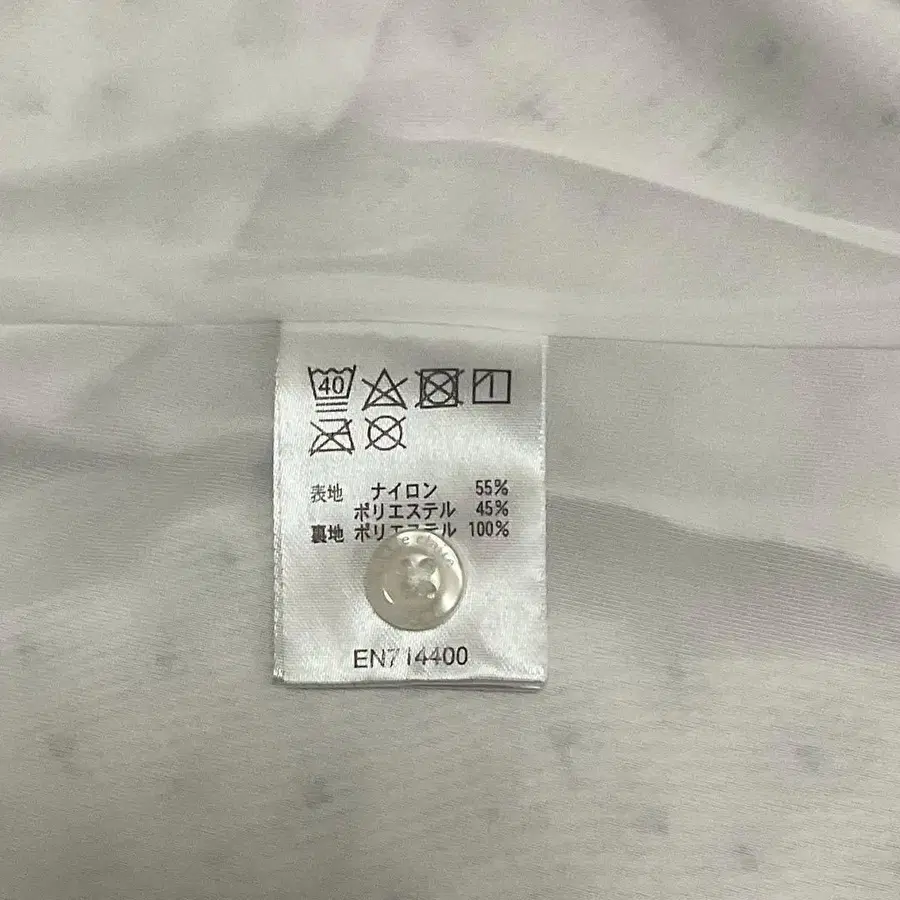 40
表地 ナイロン 55%
ポリエステル 45%
裏地 ポリエステル 100%
EN714400